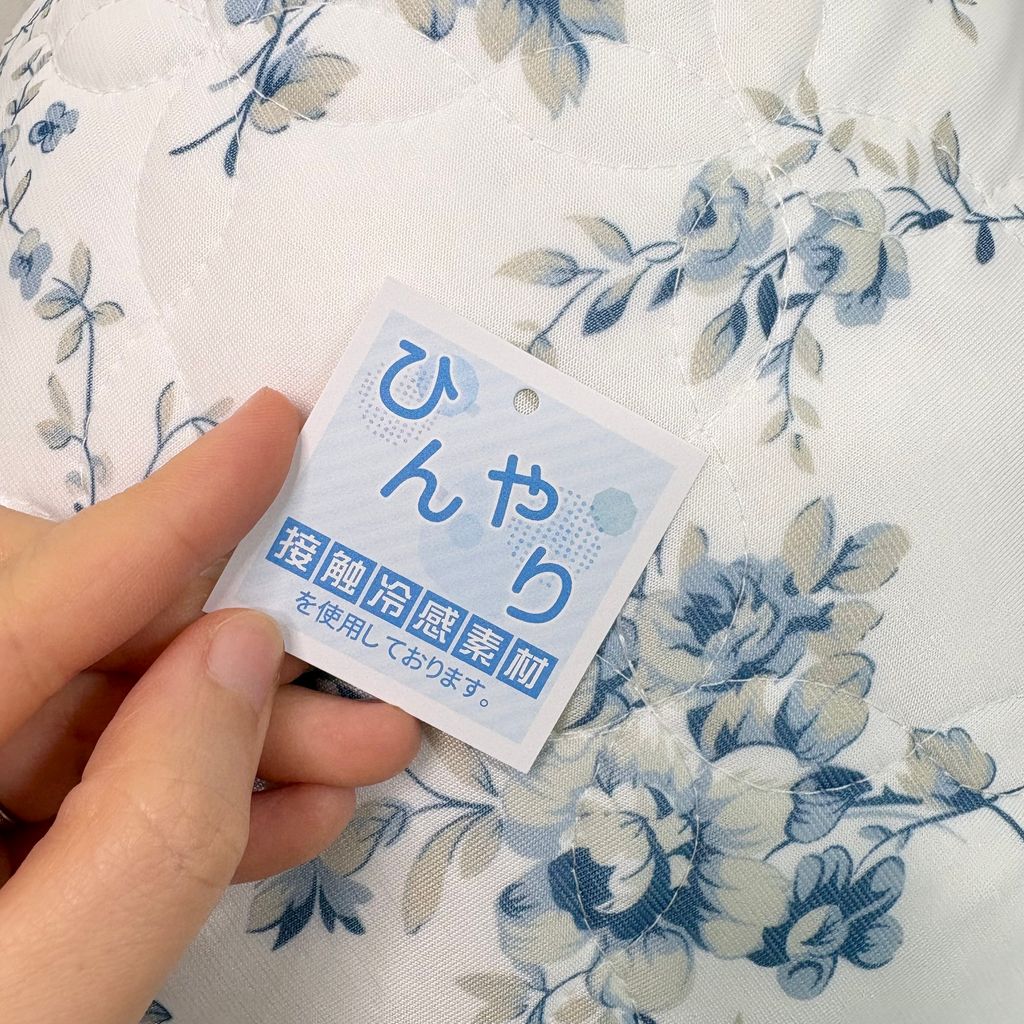 ひんやり
接触冷感素材
を使用しております。